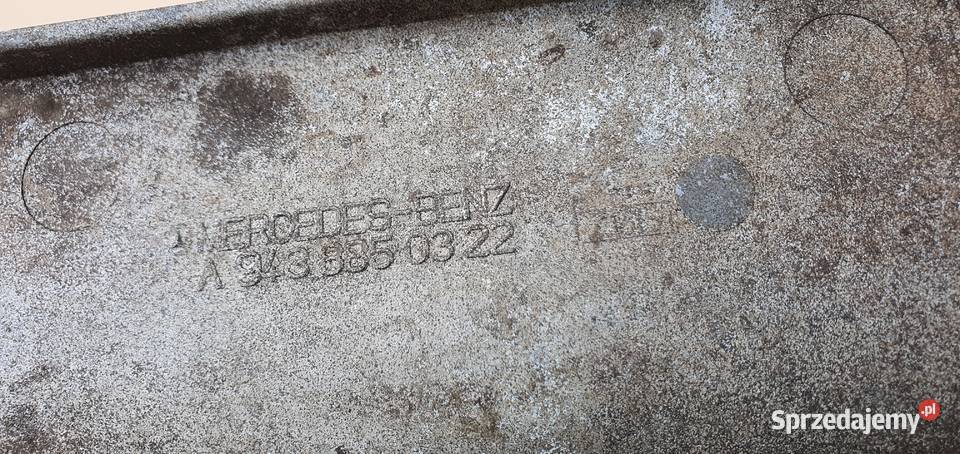 MERCEDES-BENZ
A 943 885 03 22
Sprzedajemy.pl